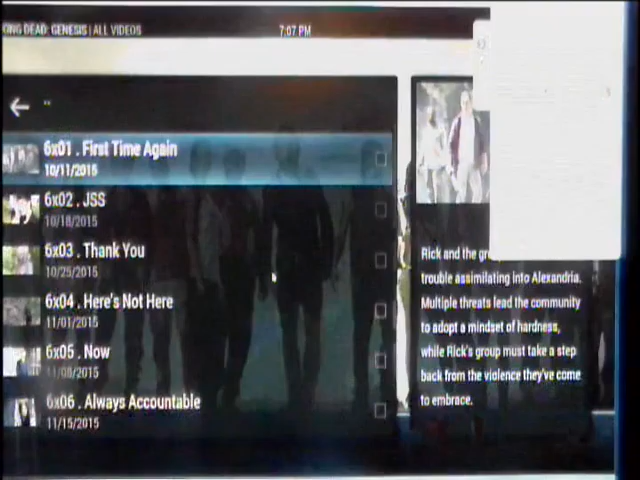 ONG DEAD: GENESIS | ALL VIDEOS
7:07 PM
..
6x01 . First Time Again
10/11/2015
6x02 . JSS
10/18/2015
6x03 . Thank You
10/25/2015
6x04 . Here's Not Here
11/01/2015
6x05 . Now
11/08/2015
6x06 . Always Accountable
11/15/2015
Rick and the
trouble assimilating into Alexandria.
Multiple threats lead the community
to adopt a mindset of hardness,
while Rick's group must take a step
back from the violence they've come
to embrace.